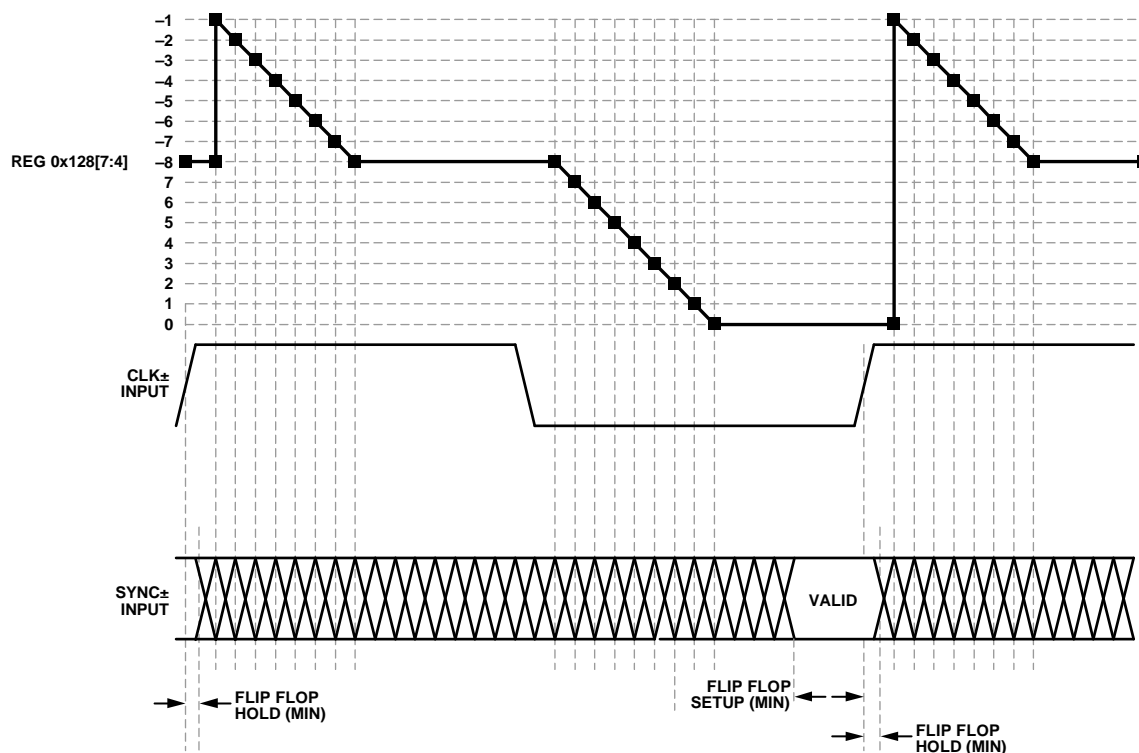 –1
–2
–3
–4
–5
–6
–7
REG 0x128[7:4] –8
7
6
5
4
3
2
1
0
CLK±
INPUT
SYNC±
INPUT
VALID
FLIP FLOP
HOLD (MIN)
FLIP FLOP
SETUP (MIN)
FLIP FLOP
HOLD (MIN)